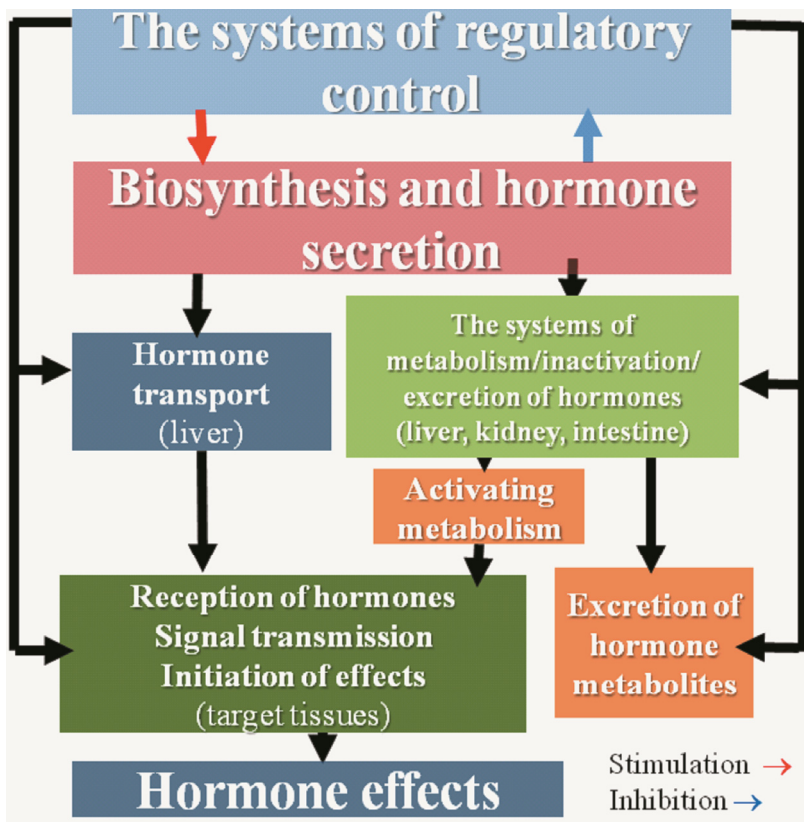 The systems of regulatory
control
Biosynthesis and hormone
secretion
Hormone
transport
(liver)
The systems of
metabolism/inactivation/
excretion of hormones
(liver, kidney, intestine)
Activating
metabolism
Reception of hormones
Signal transmission
Initiation of effects
(target tissues)
Excretion of
hormone
metabolites
Hormone effects
Stimulation →
Inhibition →